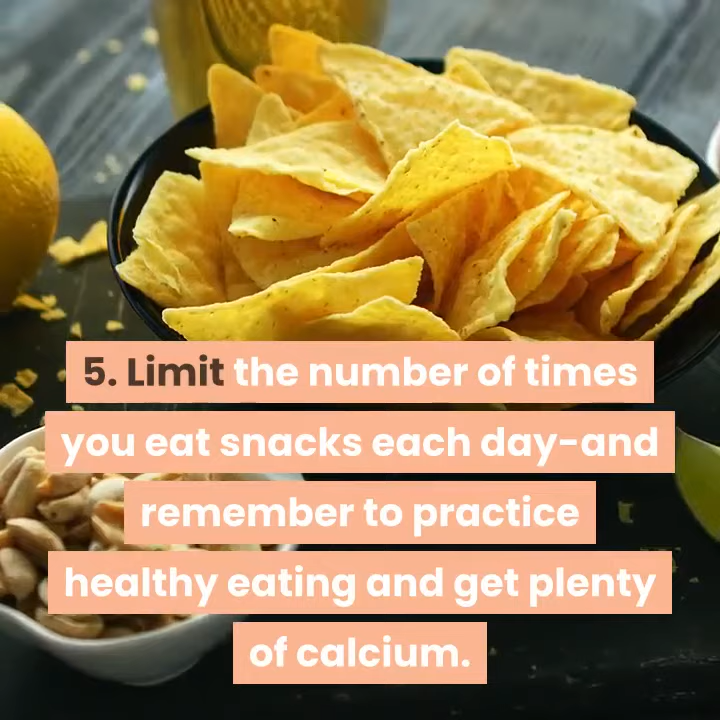 5. Limit the number of times
you eat snacks each day-and
remember to practice
healthy eating and get plenty
of calcium.